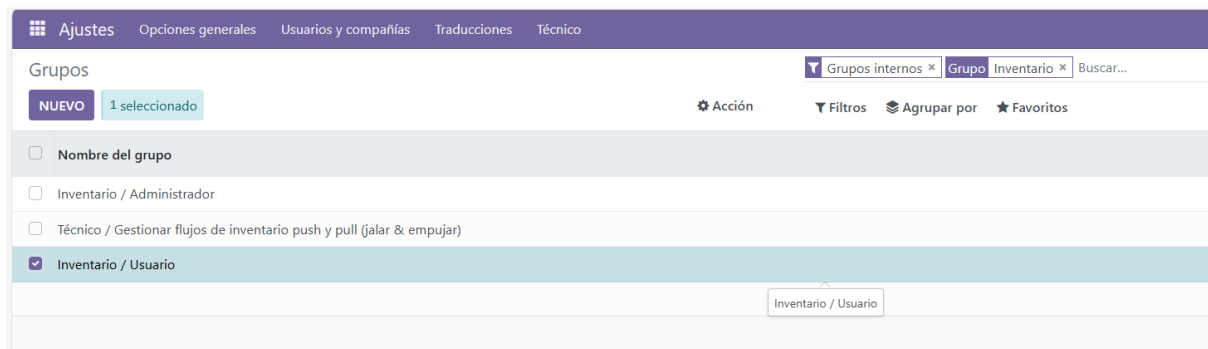 Ajustes Opciones generales Usuarios y compañías Traducciones Técnico
Grupos
Grupos internos × Grupo Inventario × Buscar...
NUEVO 1 seleccionado Acción Filtros Agrupar por Favoritos
Nombre del grupo
Inventario / Administrador
Técnico / Gestionar flujos de inventario push y pull (jalar & empujar)
Inventario / Usuario
Inventario / Usuario